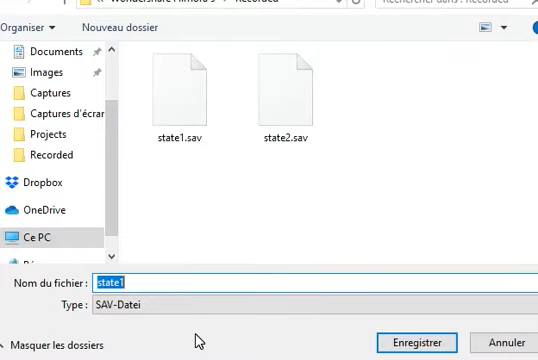 Organiser
Nouveau dossier
Documents
Images
Captures
Captures d'écrar
Projects
Recorded
Dropbox
OneDrive
Ce PC
state1.sav
state2.sav
Nom du fichier :
state1
Type :
SAV-Datei
Masquer les dossiers
Enregistrer
Annuler